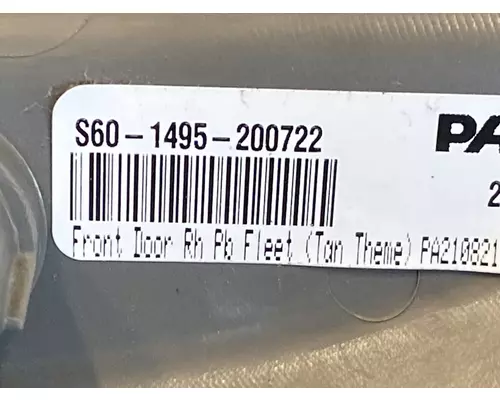 S60-1495-200722
PA
2
Front Door Rh Pb Fleet (Tan Theme) PA210821